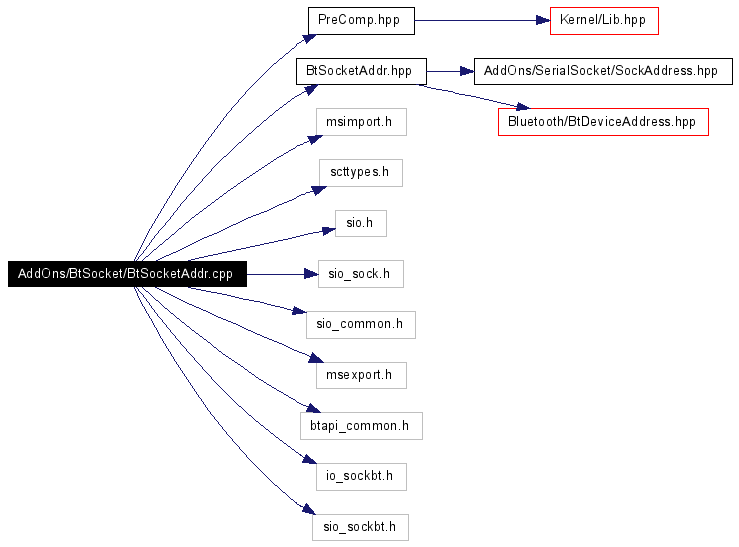 PreComp.hpp
Kernel/Lib.hpp
BtSocketAddr.hpp
AddOns/SerialSocket/SockAddress.hpp
msimport.h
Bluetooth/BtDeviceAddress.hpp
scttypes.h
sio.h
AddOns/BtSocket/BtSocketAddr.cpp
sio_sock.h
sio_common.h
msexport.h
btapi_common.h
io_sockbt.h
sio_sockbt.h